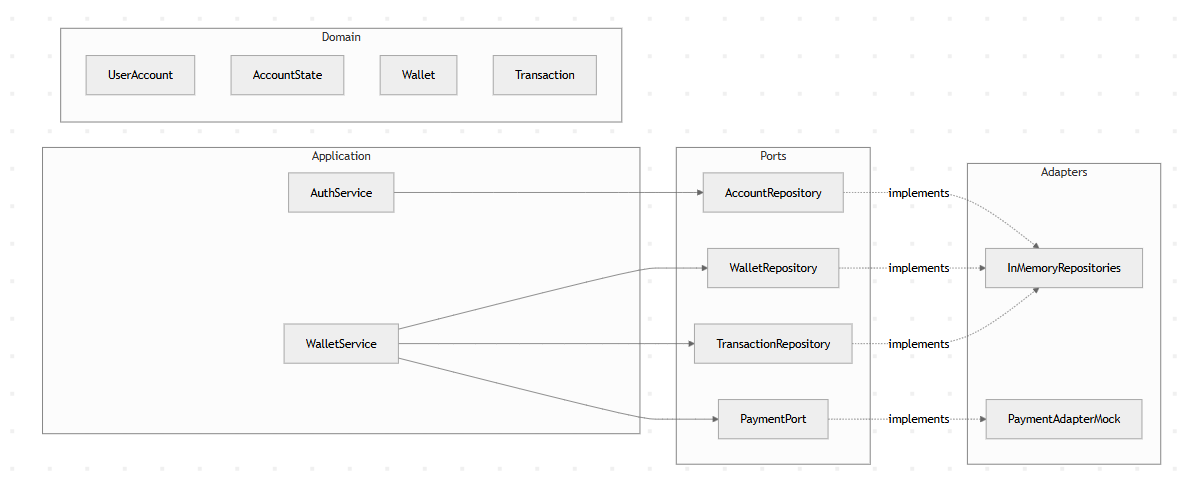 Domain
UserAccount
AccountState
Wallet
Transaction
Application
AuthService
WalletService
Ports
AccountRepository
WalletRepository
TransactionRepository
PaymentPort
implements
implements
implements
implements
Adapters
InMemoryRepositories
PaymentAdapterMock